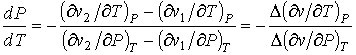 dP/dT = − ((∂v₂/∂T)_P − (∂v₁/∂T)_P) / ((∂v₂/∂P)_T − (∂v₁/∂P)_T) = − Δ(∂v/∂T)_P / Δ(∂v/∂P)_T